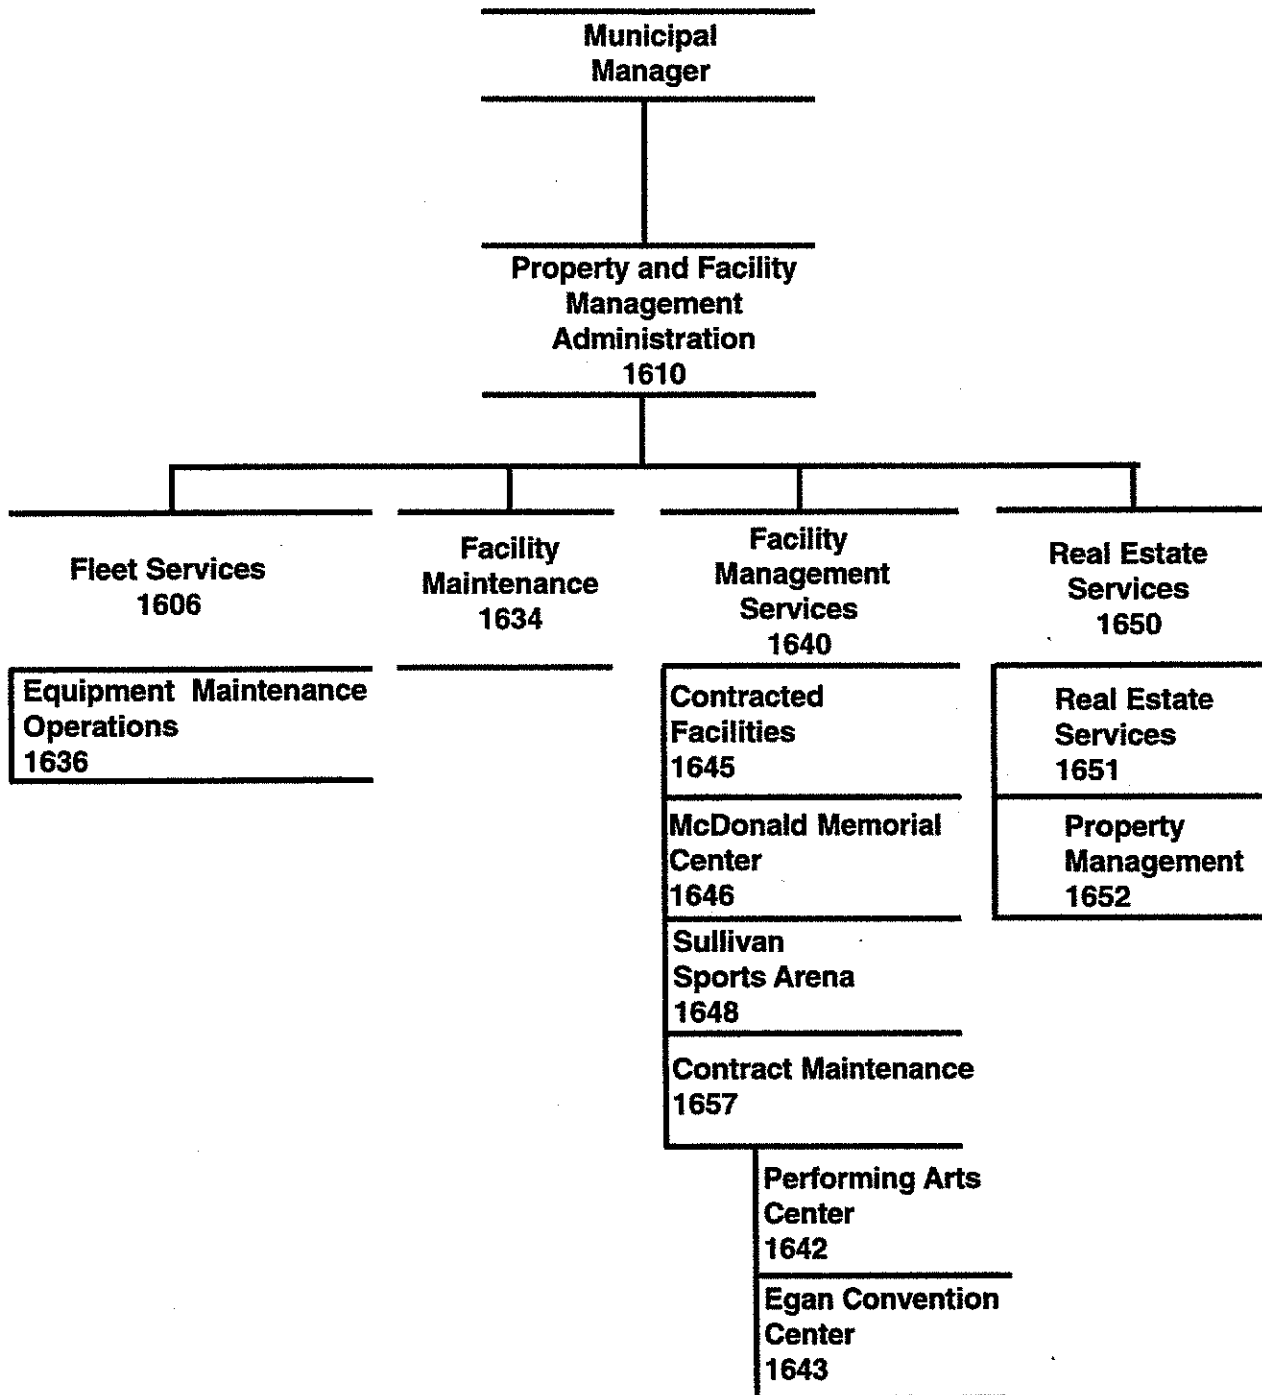 Municipal
Manager
Property and Facility
Management
Administration
1610
Fleet Services
1606
Equipment Maintenance
Operations
1636
Facility
Maintenance
1634
Facility
Management
Services
1640
Contracted
Facilities
1645
McDonald Memorial
Center
1646
Sullivan
Sports Arena
1648
Contract Maintenance
1657
Performing Arts
Center
1642
Egan Convention
Center
1643
Real Estate
Services
1650
Real Estate
Services
1651
Property
Management
1652